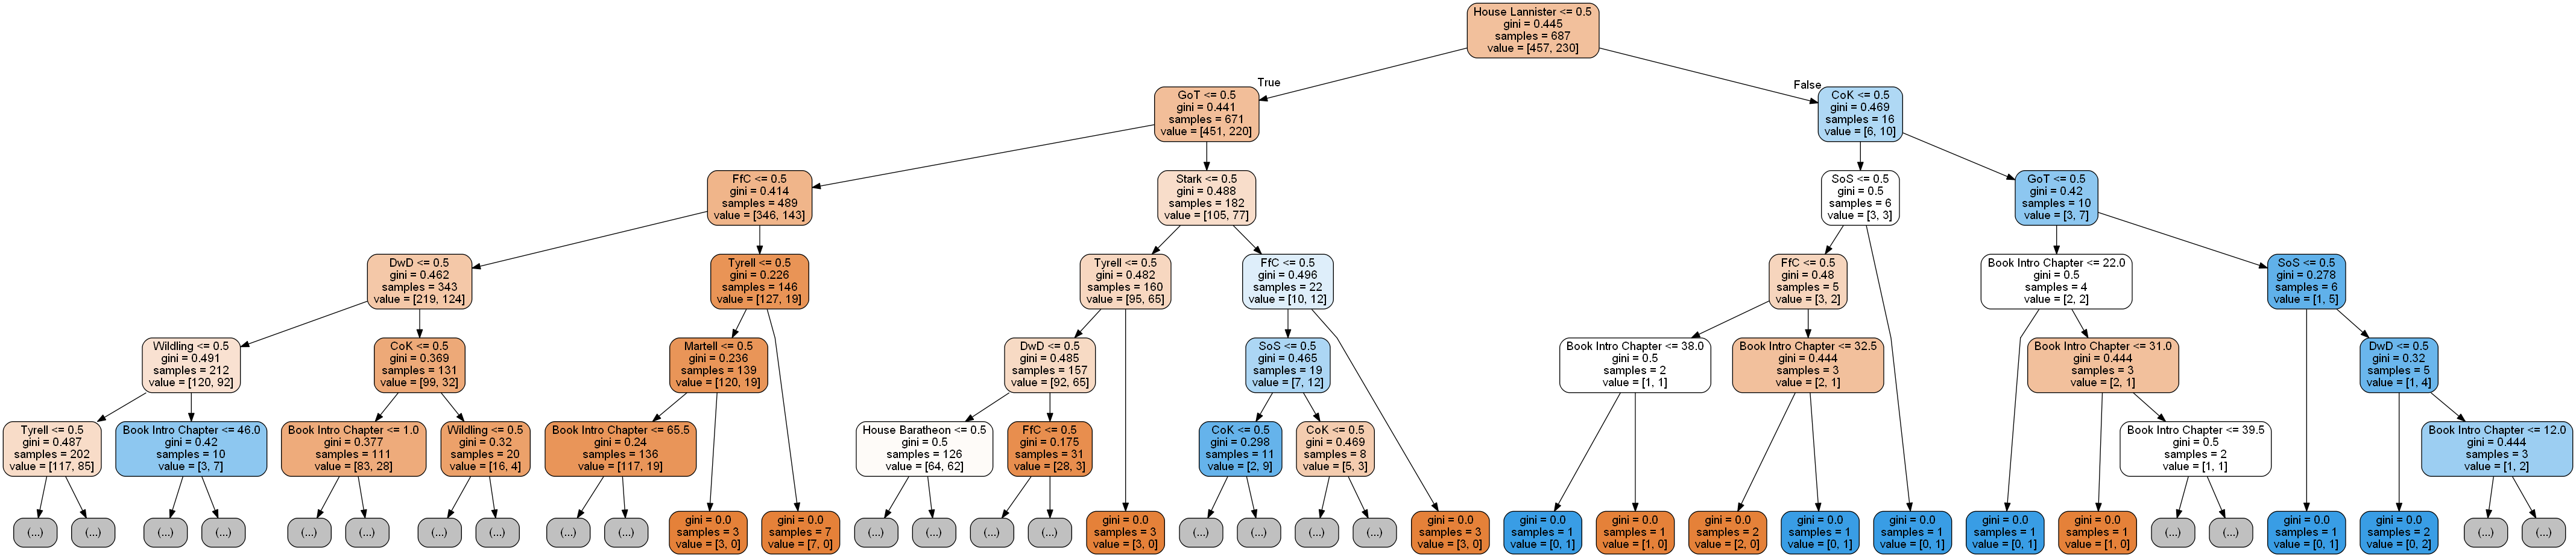 House Lannister <= 0.5
gini = 0.445
samples = 687
value = [457, 230]
True
False
GoT <= 0.5
gini = 0.441
samples = 671
value = [451, 220]
CoK <= 0.5
gini = 0.469
samples = 16
value = [6, 10]
FfC <= 0.5
gini = 0.414
samples = 489
value = [346, 143]
Stark <= 0.5
gini = 0.488
samples = 182
value = [105, 77]
SoS <= 0.5
gini = 0.5
samples = 6
value = [3, 3]
GoT <= 0.5
gini = 0.42
samples = 10
value = [3, 7]
DwD <= 0.5
gini = 0.462
samples = 343
value = [219, 124]
Tyrell <= 0.5
gini = 0.226
samples = 146
value = [127, 19]
Tyrell <= 0.5
gini = 0.482
samples = 160
value = [95, 65]
FfC <= 0.5
gini = 0.496
samples = 22
value = [10, 12]
FfC <= 0.5
gini = 0.48
samples = 5
value = [3, 2]
Book Intro Chapter <= 22.0
gini = 0.5
samples = 4
value = [2, 2]
SoS <= 0.5
gini = 0.278
samples = 6
value = [1, 5]
Wildling <= 0.5
gini = 0.491
samples = 212
value = [120, 92]
CoK <= 0.5
gini = 0.369
samples = 131
value = [99, 32]
Martell <= 0.5
gini = 0.236
samples = 139
value = [120, 19]
DwD <= 0.5
gini = 0.485
samples = 157
value = [92, 65]
SoS <= 0.5
gini = 0.465
samples = 19
value = [7, 12]
Book Intro Chapter <= 38.0
gini = 0.5
samples = 2
value = [1, 1]
Book Intro Chapter <= 32.5
gini = 0.444
samples = 3
value = [2, 1]
Book Intro Chapter <= 31.0
gini = 0.444
samples = 3
value = [2, 1]
DwD <= 0.5
gini = 0.32
samples = 5
value = [1, 4]
Tyrell <= 0.5
gini = 0.487
samples = 202
value = [117, 85]
Book Intro Chapter <= 46.0
gini = 0.42
samples = 10
value = [3, 7]
Book Intro Chapter <= 1.0
gini = 0.377
samples = 111
value = [83, 28]
Wildling <= 0.5
gini = 0.32
samples = 20
value = [16, 4]
Book Intro Chapter <= 65.5
gini = 0.24
samples = 136
value = [117, 19]
House Baratheon <= 0.5
gini = 0.5
samples = 126
value = [64, 62]
FfC <= 0.5
gini = 0.175
samples = 31
value = [28, 3]
CoK <= 0.5
gini = 0.298
samples = 11
value = [2, 9]
CoK <= 0.5
gini = 0.469
samples = 8
value = [5, 3]
Book Intro Chapter <= 39.5
gini = 0.5
samples = 2
value = [1, 1]
Book Intro Chapter <= 12.0
gini = 0.444
samples = 3
value = [1, 2]
(...)
(...)
(...)
(...)
(...)
(...)
(...)
(...)
(...)
(...)
gini = 0.0
samples = 3
value = [3, 0]
gini = 0.0
samples = 7
value = [7, 0]
(...)
(...)
(...)
(...)
gini = 0.0
samples = 3
value = [3, 0]
(...)
(...)
(...)
(...)
gini = 0.0
samples = 3
value = [3, 0]
gini = 0.0
samples = 1
value = [0, 1]
gini = 0.0
samples = 1
value = [1, 0]
gini = 0.0
samples = 2
value = [2, 0]
gini = 0.0
samples = 1
value = [0, 1]
gini = 0.0
samples = 1
value = [0, 1]
gini = 0.0
samples = 1
value = [0, 1]
gini = 0.0
samples = 1
value = [1, 0]
(...)
(...)
gini = 0.0
samples = 1
value = [0, 1]
gini = 0.0
samples = 2
value = [0, 2]
(...)
(...)